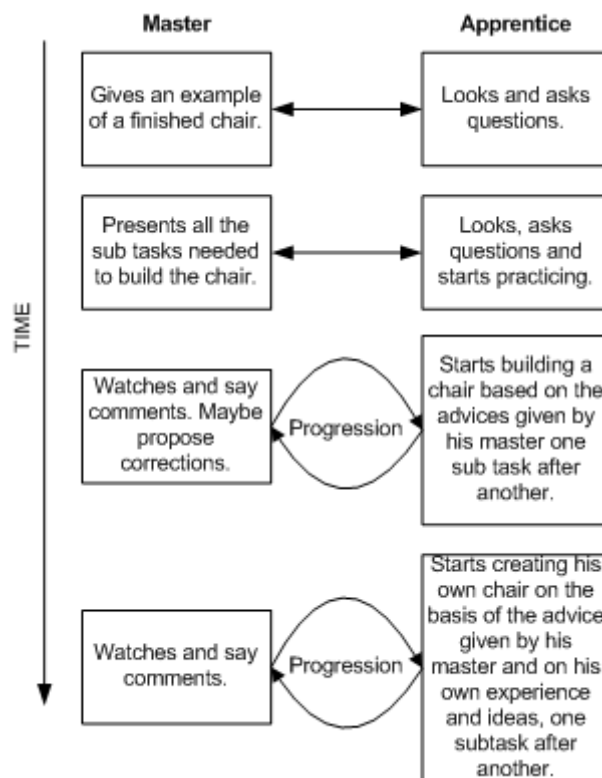 Master
Apprentice
Gives an example
of a finished chair.
Looks and asks
questions.
Presents all the
sub tasks needed
to build the chair.
Looks, asks
questions and
starts practicing.
TIME
Watches and say
comments. Maybe
propose
corrections.
Progression
Starts building a
chair based on the
advices given by
his master one
sub task after
another.
Watches and say
comments.
Progression
Starts creating his
own chair on the
basis of the advice
given by his
master and on his
own experience
and ideas, one
subtask after
another.